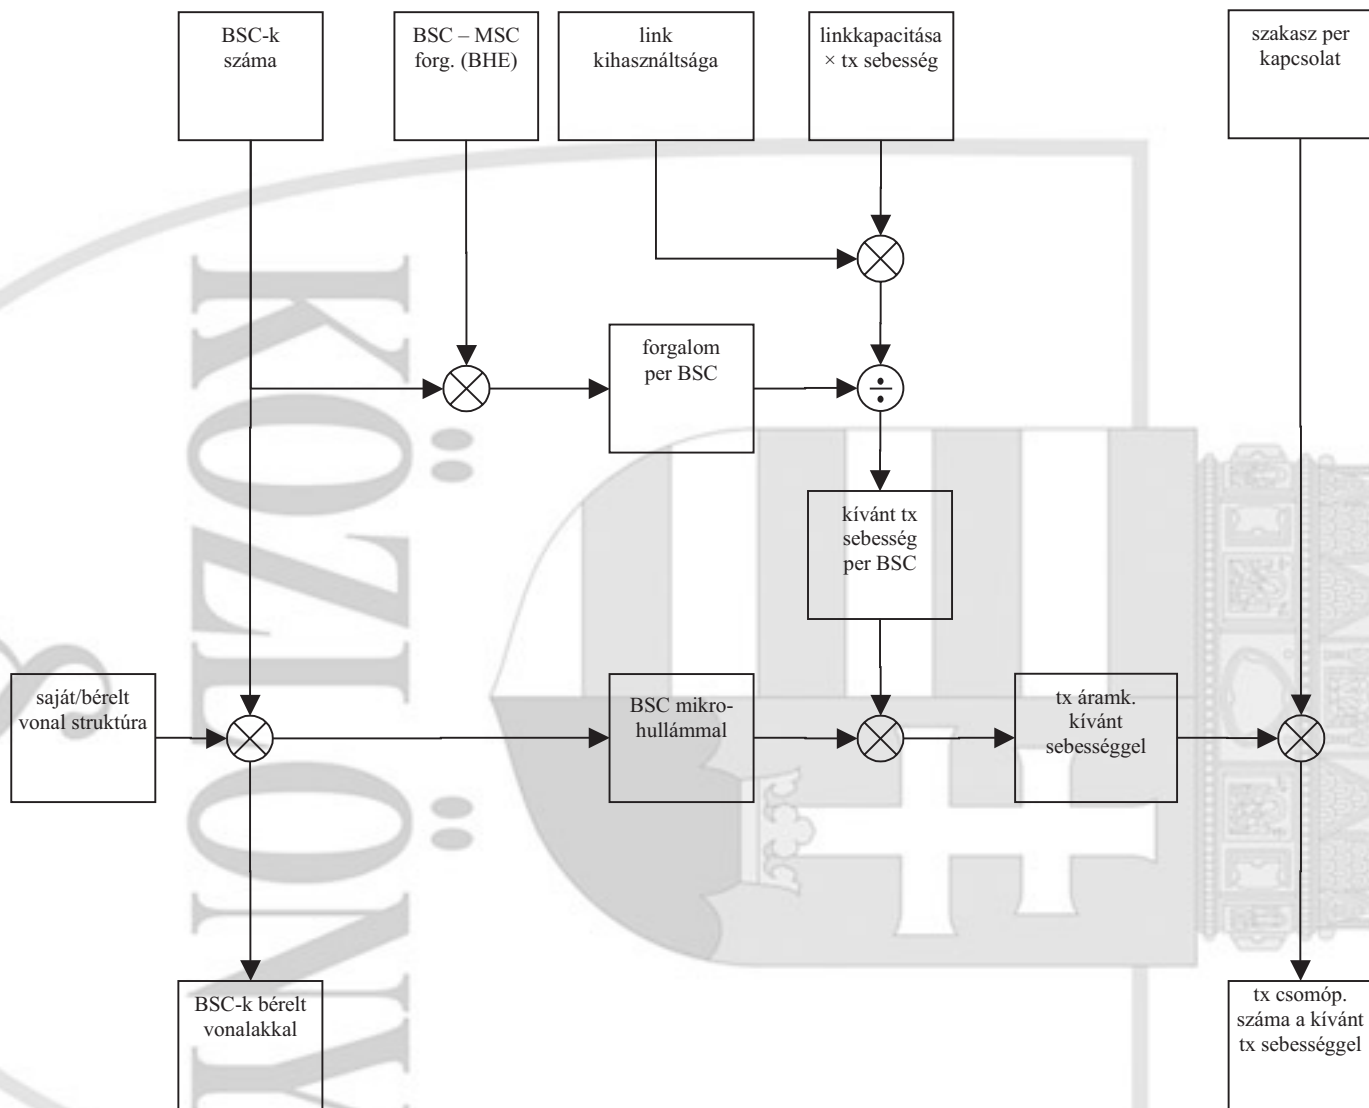 BSC-k
száma
BSC – MSC
forg. (BHE)
link
kihasználtsága
linkkapacitása
× tx sebesség
szakasz per
kapcsolat
forgalom
per BSC
kívánt tx
sebesség
per BSC
saját/bérelt
vonal struktúra
BSC mikro-
hullámmal
tx áramk.
kívánt
sebességgel
BSC-k bérelt
vonalakkal
tx csomóp.
száma a kívánt
tx sebességgel
KÖZLÖNY